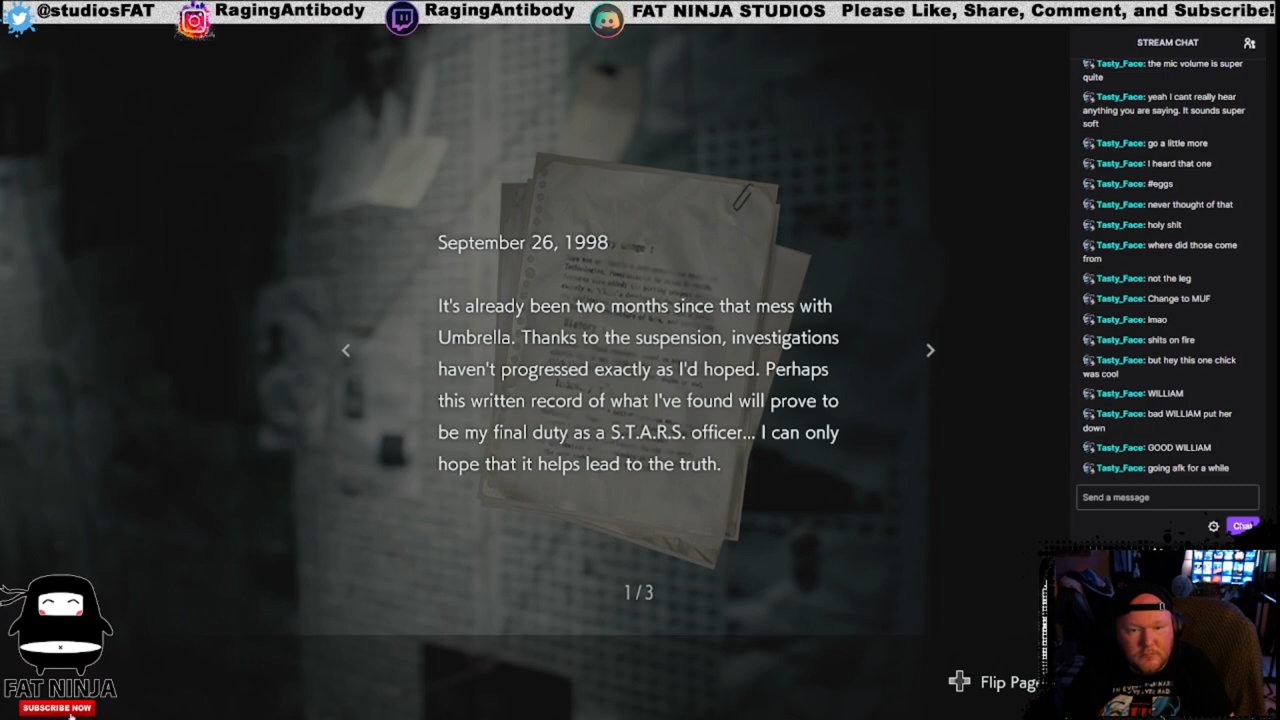 @studiosFAT RagingAntibody RagingAntibody FAT NINJA STUDIOS Please Like, Share, Comment, and Subscribe!
September 26, 1998
It's already been two months since that mess with
Umbrella. Thanks to the suspension, investigations
haven't progressed exactly as I'd hoped. Perhaps
this written record of what I've found will prove to
be my final duty as a S.T.A.R.S. officer... I can only
hope that it helps lead to the truth.
1/3
Flip Pag
STREAM CHAT
Tasty_Face: the mic volume is super
quite
Tasty_Face: yeah I cant really hear
anything you are saying. It sounds super
soft
Tasty_Face: go a little more
Tasty_Face: I heard that one
Tasty_Face: #eggs
Tasty_Face: never thought of that
Tasty_Face: holy shit
Tasty_Face: where did those come
from
Tasty_Face: not the leg
Tasty_Face: Change to MUF
Tasty_Face: lmao
Tasty_Face: shits on fire
Tasty_Face: but hey this one chick
was cool
Tasty_Face: WILLIAM
Tasty_Face: bad WILLIAM put her
down
Tasty_Face: GOOD WILLIAM
Tasty_Face: going afk for a while
Send a message
Chat
FAT NINJA
SUBSCRIBE NOW